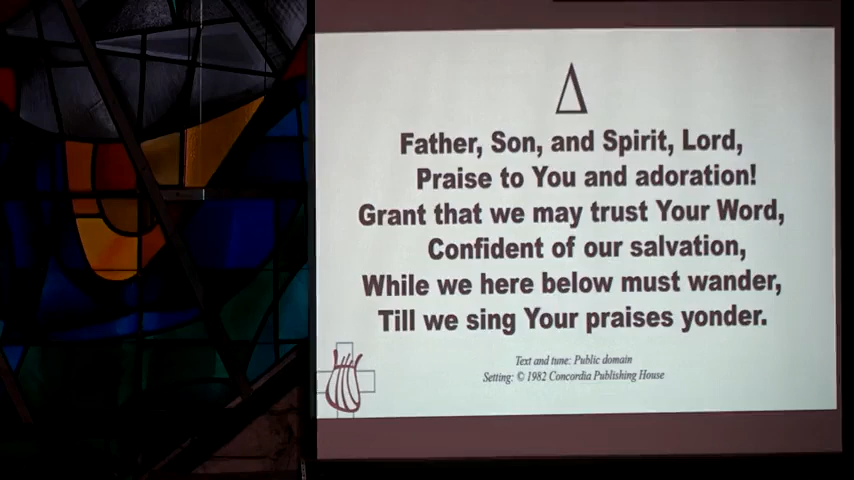 Δ
Father, Son, and Spirit, Lord,
Praise to You and adoration!
Grant that we may trust Your Word,
Confident of our salvation,
While we here below must wander,
Till we sing Your praises yonder.
Text and tune: Public domain
Setting: © 1982 Concordia Publishing House